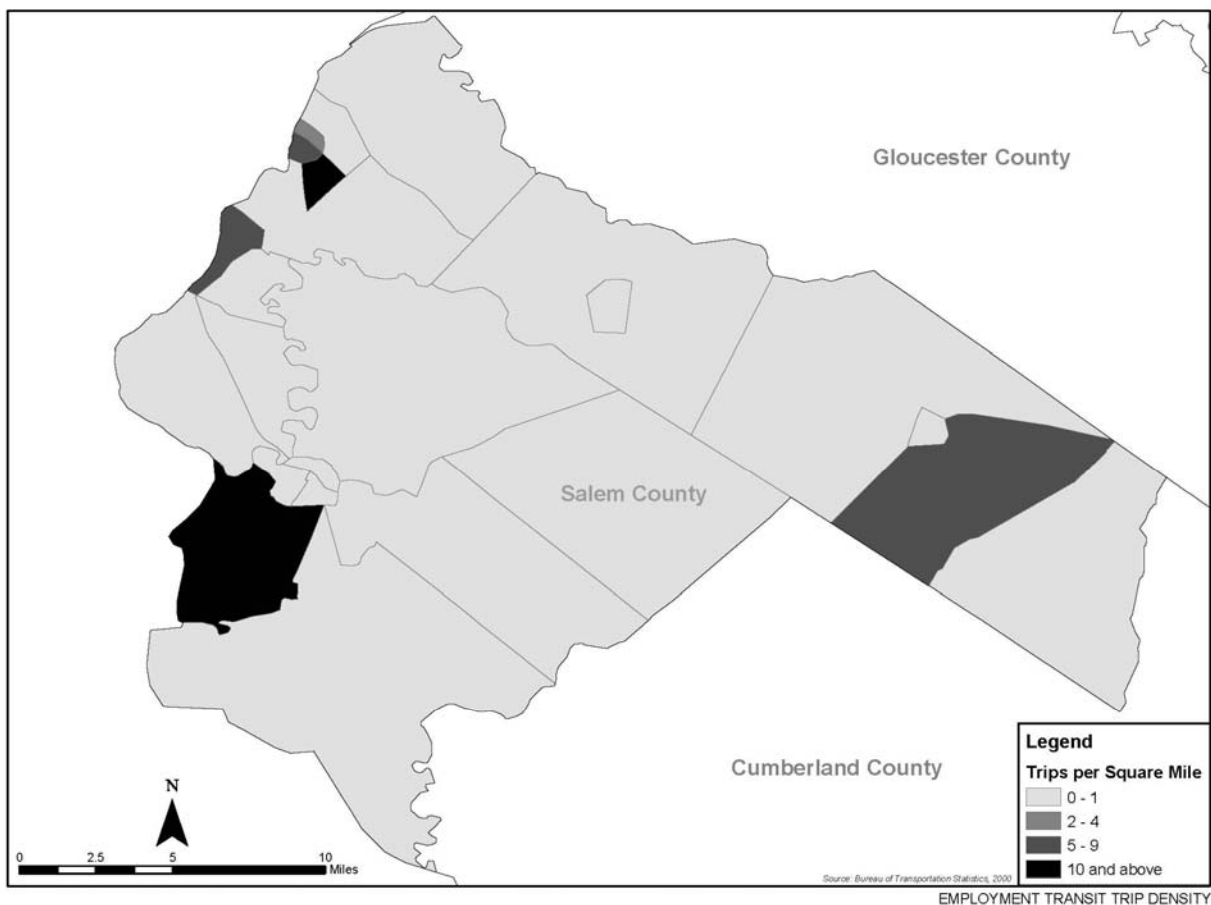 Gloucester County
Salem County
Cumberland County
N
0 2.5 5 10
Miles
Legend
Trips per Square Mile
0 - 1
2 - 4
5 - 9
10 and above
Source: Bureau of Transportation Statistics, 2000
EMPLOYMENT TRANSIT TRIP DENSITY